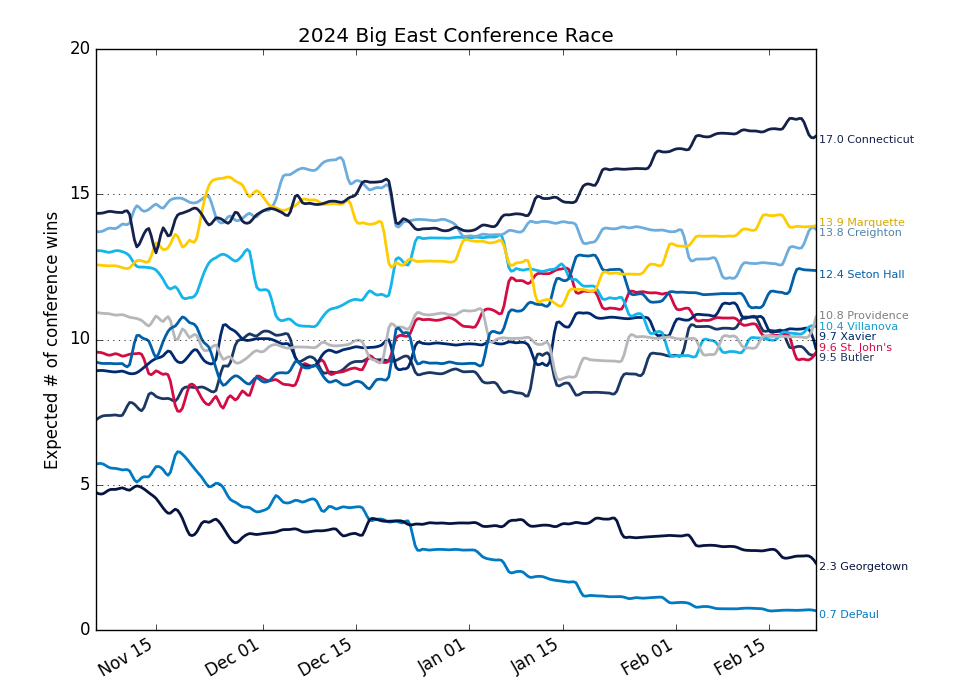 2024 Big East Conference Race
Expected # of conference wins
20
15
10
5
0
17.0 Connecticut
13.9 Marquette
13.8 Creighton
12.4 Seton Hall
10.8 Providence
10.4 Villanova
9.7 Xavier
9.6 St. John's
9.5 Butler
2.3 Georgetown
0.7 DePaul
Nov 15
Dec 01
Dec 15
Jan 01
Jan 15
Feb 01
Feb 15